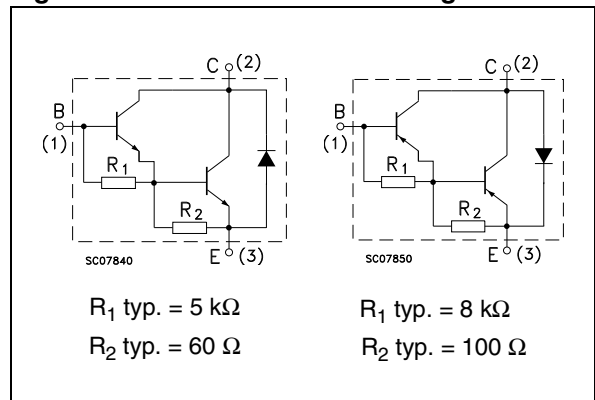 C (2)
B
(1)
R1
R2
E (3)
SC07840
R1 typ. = 5 kΩ
R2 typ. = 60 Ω
C (2)
B
(1)
R1
R2
E (3)
SC07850
R1 typ. = 8 kΩ
R2 typ. = 100 Ω